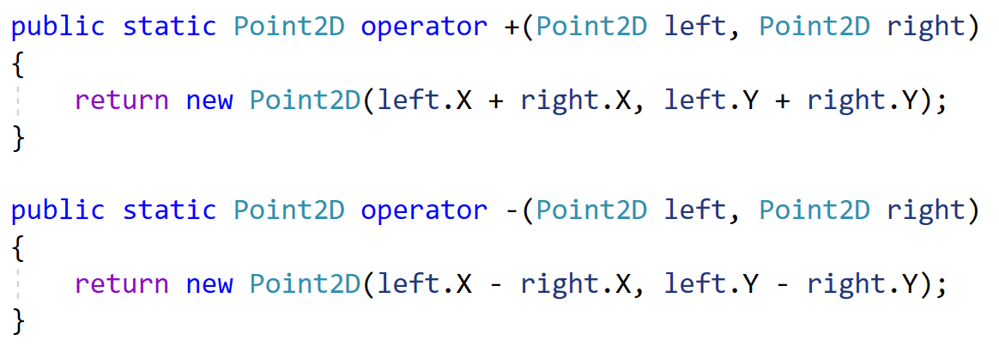 public static Point2D operator +(Point2D left, Point2D right)
{
    return new Point2D(left.X + right.X, left.Y + right.Y);
}

public static Point2D operator -(Point2D left, Point2D right)
{
    return new Point2D(left.X - right.X, left.Y - right.Y);
}